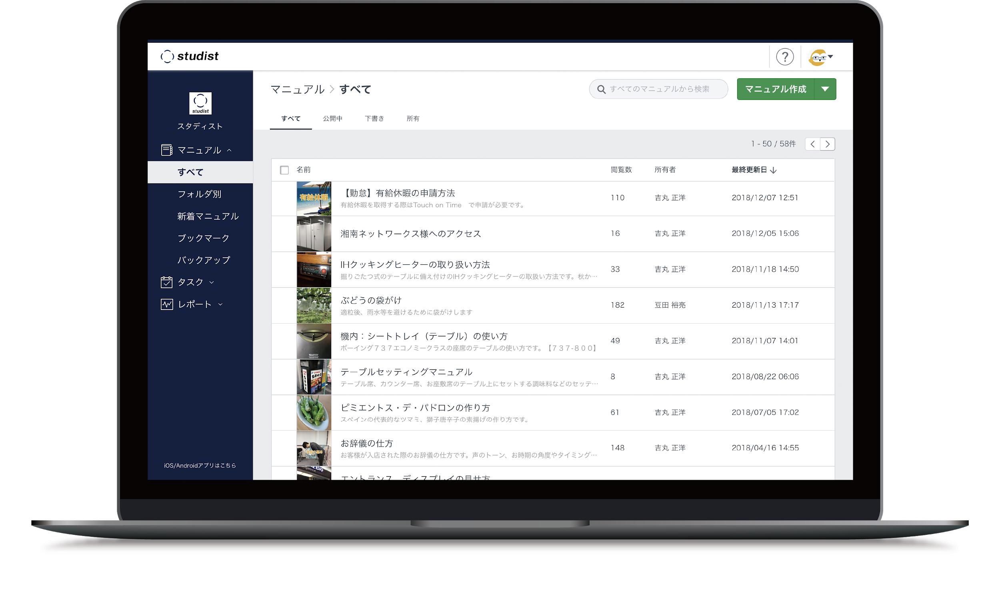 studist
?
studist
スタディスト
マニュアル
すべて
フォルダ別
新着マニュアル
ブックマーク
バックアップ
タスク
レポート
iOS/Androidアプリはこちら
マニュアル > すべて
すべてのマニュアルから検索
マニュアル作成
すべて 公開中 下書き 所有
1 - 50 / 58件
名前 閲覧数 所有者 最終更新日
有給休暇
【勤怠】有給休暇の申請方法
有給休暇を取得する際はTouch on Time　で申請が必要です。
110 吉丸 正洋 2018/12/07 12:51
湘南ネットワークス様へのアクセス
16 吉丸 正洋 2018/12/05 15:06
IHクッキングヒーターの取り扱い方法
掘りごたつ式のテーブルに備え付けのIHクッキングヒーターの取扱い方法です。秋か…
33 吉丸 正洋 2018/11/18 14:50
ぶどうの袋がけ
適粒後、雨水等を避けるために袋がけします
182 豆田 裕亮 2018/11/13 17:17
機内：シートトレイ（テーブル）の使い方
ボーイング７３７エコノミークラスの座席のテーブルの使い方です。【７３７-８００】
49 吉丸 正洋 2018/11/07 14:01
テーブルセッティングマニュアル
テーブル席、カウンター席、お座敷席のテーブル上にセットする調味料などのセッテ…
8 吉丸 正洋 2018/08/22 06:06
ピミエントス・デ・パドロンの作り方
スペインの代表的なツマミ、獅子唐辛子の素揚げの作り方です。
61 吉丸 正洋 2018/07/05 17:02
お辞儀の仕方
お客様が入店された際のお辞儀の仕方です。声のトーン、お時期の角度やタイミング…
148 吉丸 正洋 2018/04/16 14:55
エントランス　ディスプレイの見せ方